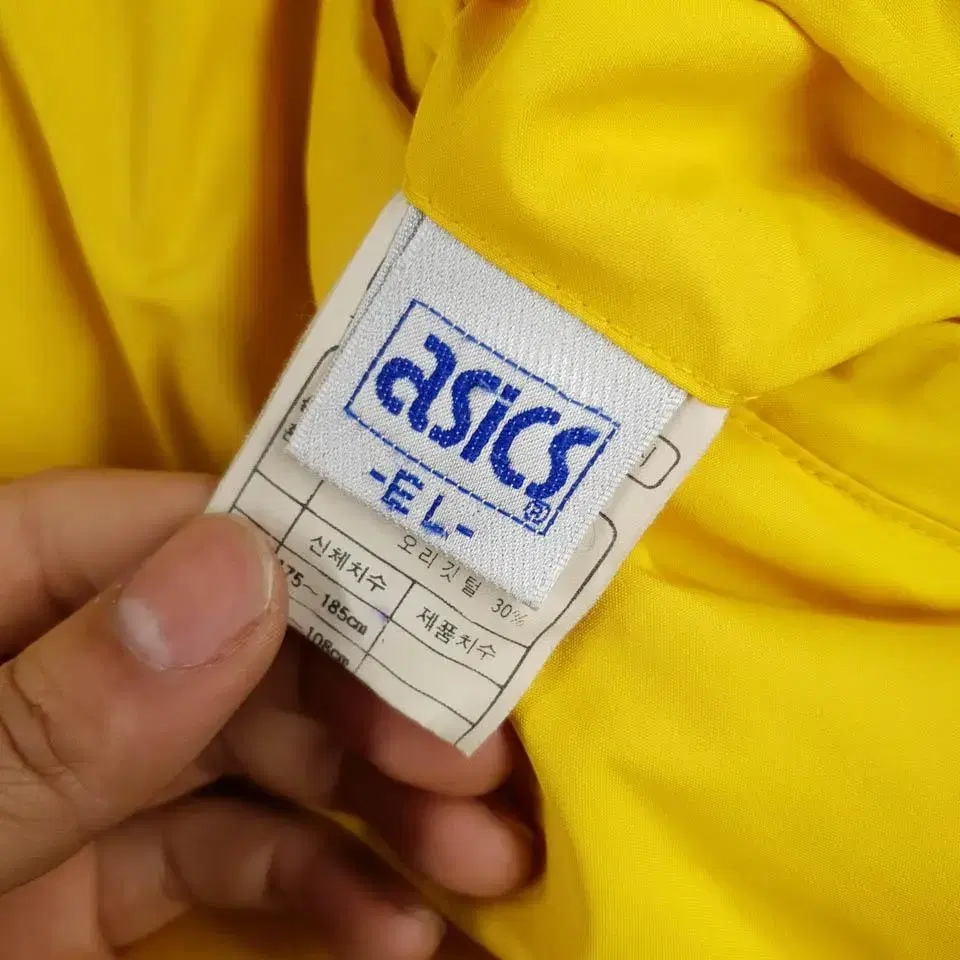 asics
®
-EL-
오리깃털 30%
신체치수
제품치수
175~185cm
~108cm